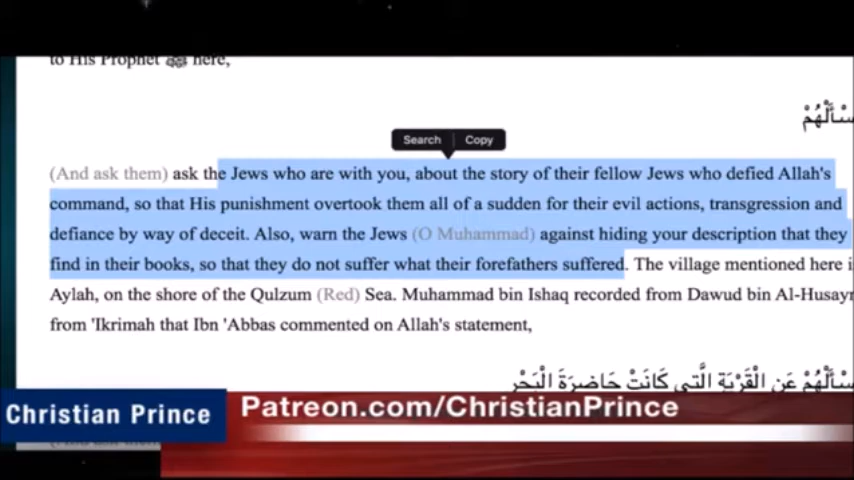 to His Prophet ﷺ here,
سْأَلْهُمْ
Search Copy
(And ask them) ask the Jews who are with you, about the story of their fellow Jews who defied Allah's
command, so that His punishment overtook them all of a sudden for their evil actions, transgression and
defiance by way of deceit. Also, warn the Jews (O Muhammad) against hiding your description that they
find in their books, so that they do not suffer what their forefathers suffered. The village mentioned here i
Aylah, on the shore of the Qulzum (Red) Sea. Muhammad bin Ishaq recorded from Dawud bin Al-Husay
from 'Ikrimah that Ibn 'Abbas commented on Allah's statement,
سْأَلْهُمْ عَنِ الْقَرْيَةِ الَّتِي كَانَتْ حَاضِرَةَ الْبَحْرِ
Christian Prince
Patreon.com/ChristianPrince